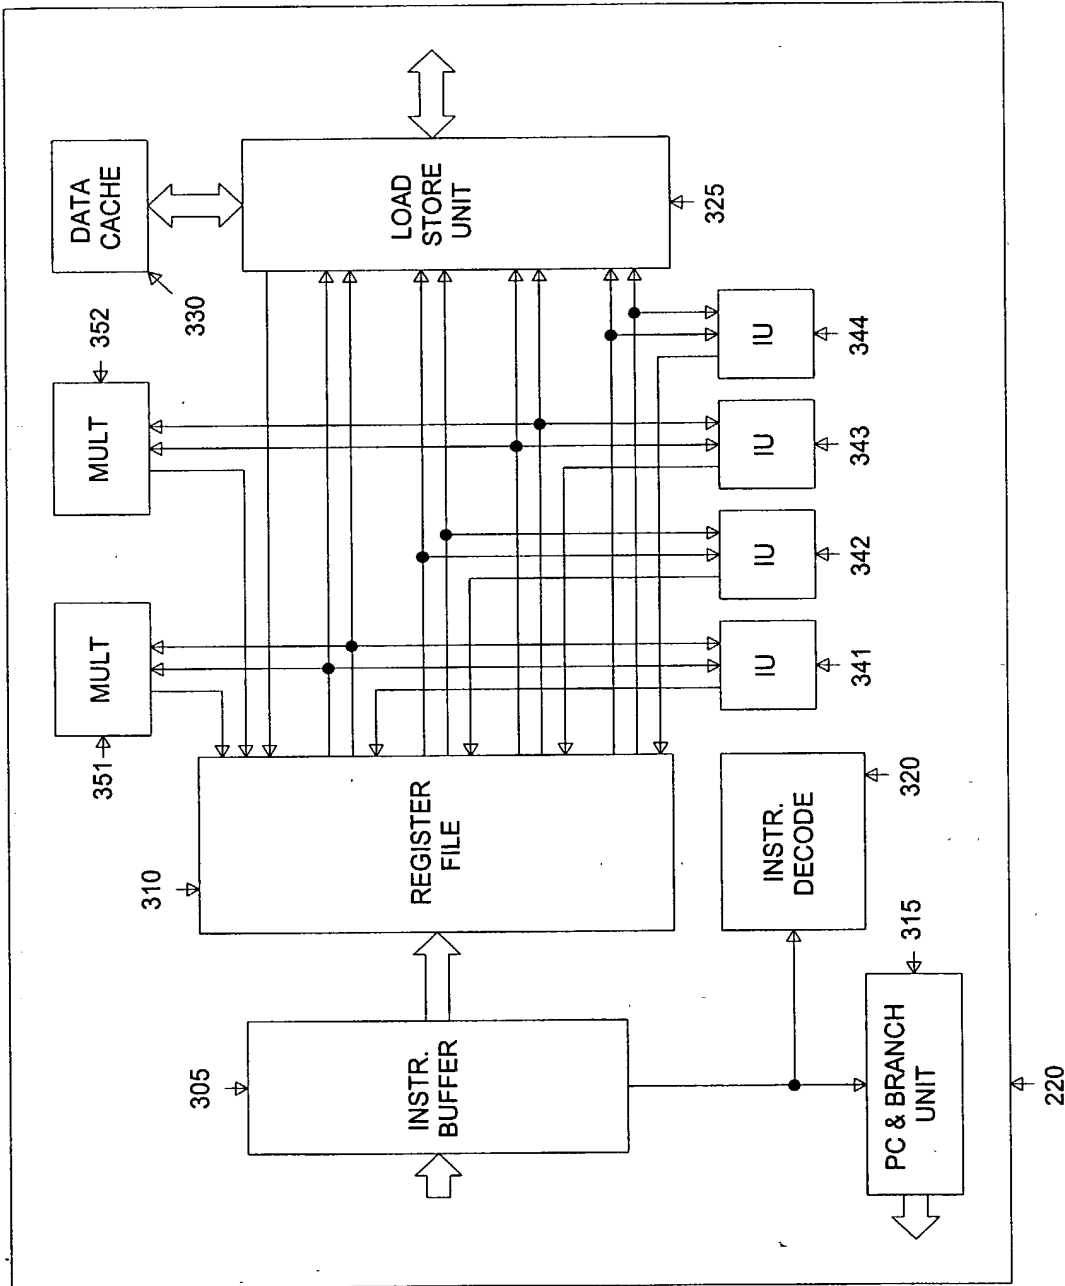 DATA
CACHE
330
352
MULT
MULT
351
LOAD
STORE
UNIT
325
IU
344
IU
343
IU
342
IU
341
310
REGISTER
FILE
INSTR.
DECODE
320
305
INSTR.
BUFFER
315
PC & BRANCH
UNIT
220